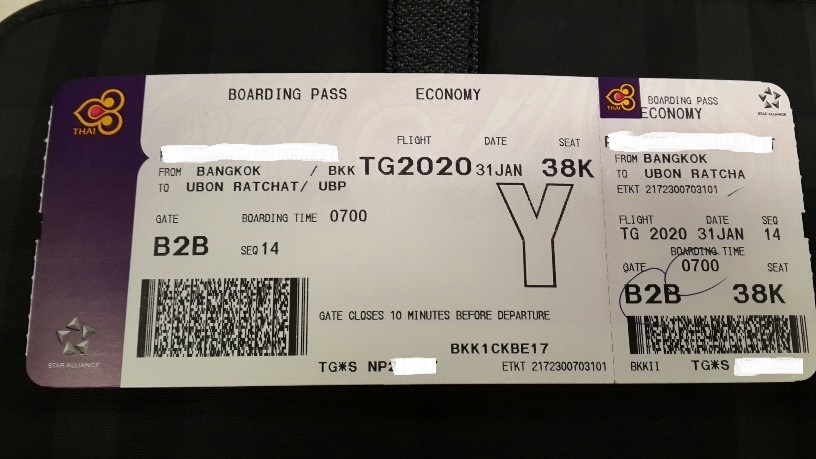 THAI
BOARDING PASS ECONOMY
FLIGHT DATE SEAT
FROM BANGKOK / BKK TG2020 31JAN 38K
TO UBON RATCHAT/ UBP
GATE BOARDING TIME 0700
B2B SEQ 14
Y
GATE CLOSES 10 MINUTES BEFORE DEPARTURE
BKK1CKBE17
TG*S NP2
ETKT 2172300703101
STAR ALLIANCE
THAI
BOARDING PASS
ECONOMY
STAR ALLIANCE
FROM BANGKOK
TO UBON RATCHA
ETKT 2172300703101
FLIGHT DATE SEQ
TG 2020 31JAN 14
BOARDING TIME
GATE 0700 SEAT
B2B 38K
BKKII TG*S